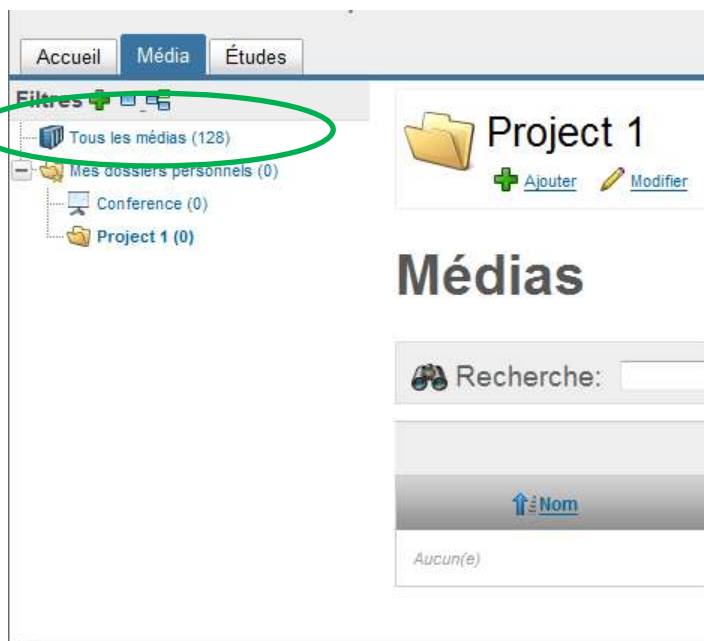 Accueil Média Études
Filtres
Tous les médias (128)
Mes dossiers personnels (0)
Conference (0)
Project 1 (0)
Project 1
Ajouter Modifier
Médias
Recherche:
Nom
Aucun(e)